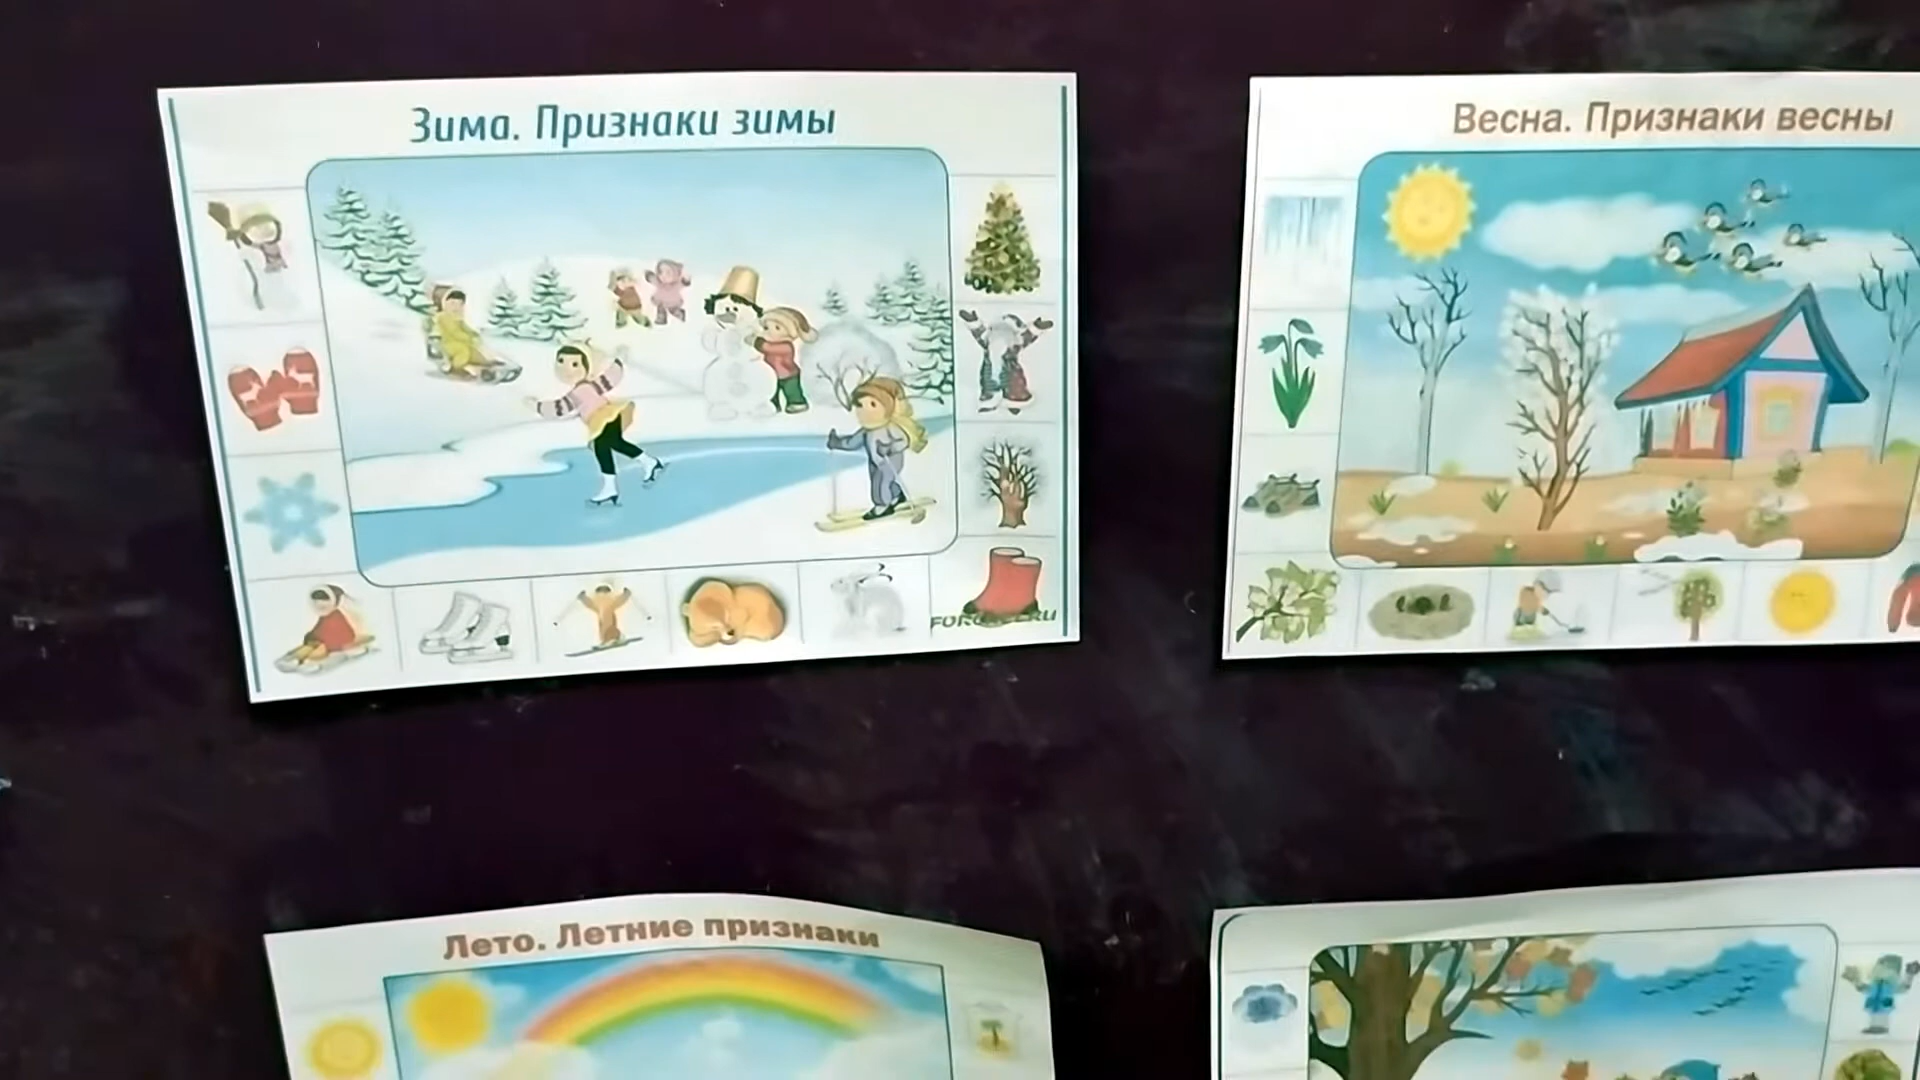 Зима. Признаки зимы
Весна. Признаки весны
Лето. Летние признаки